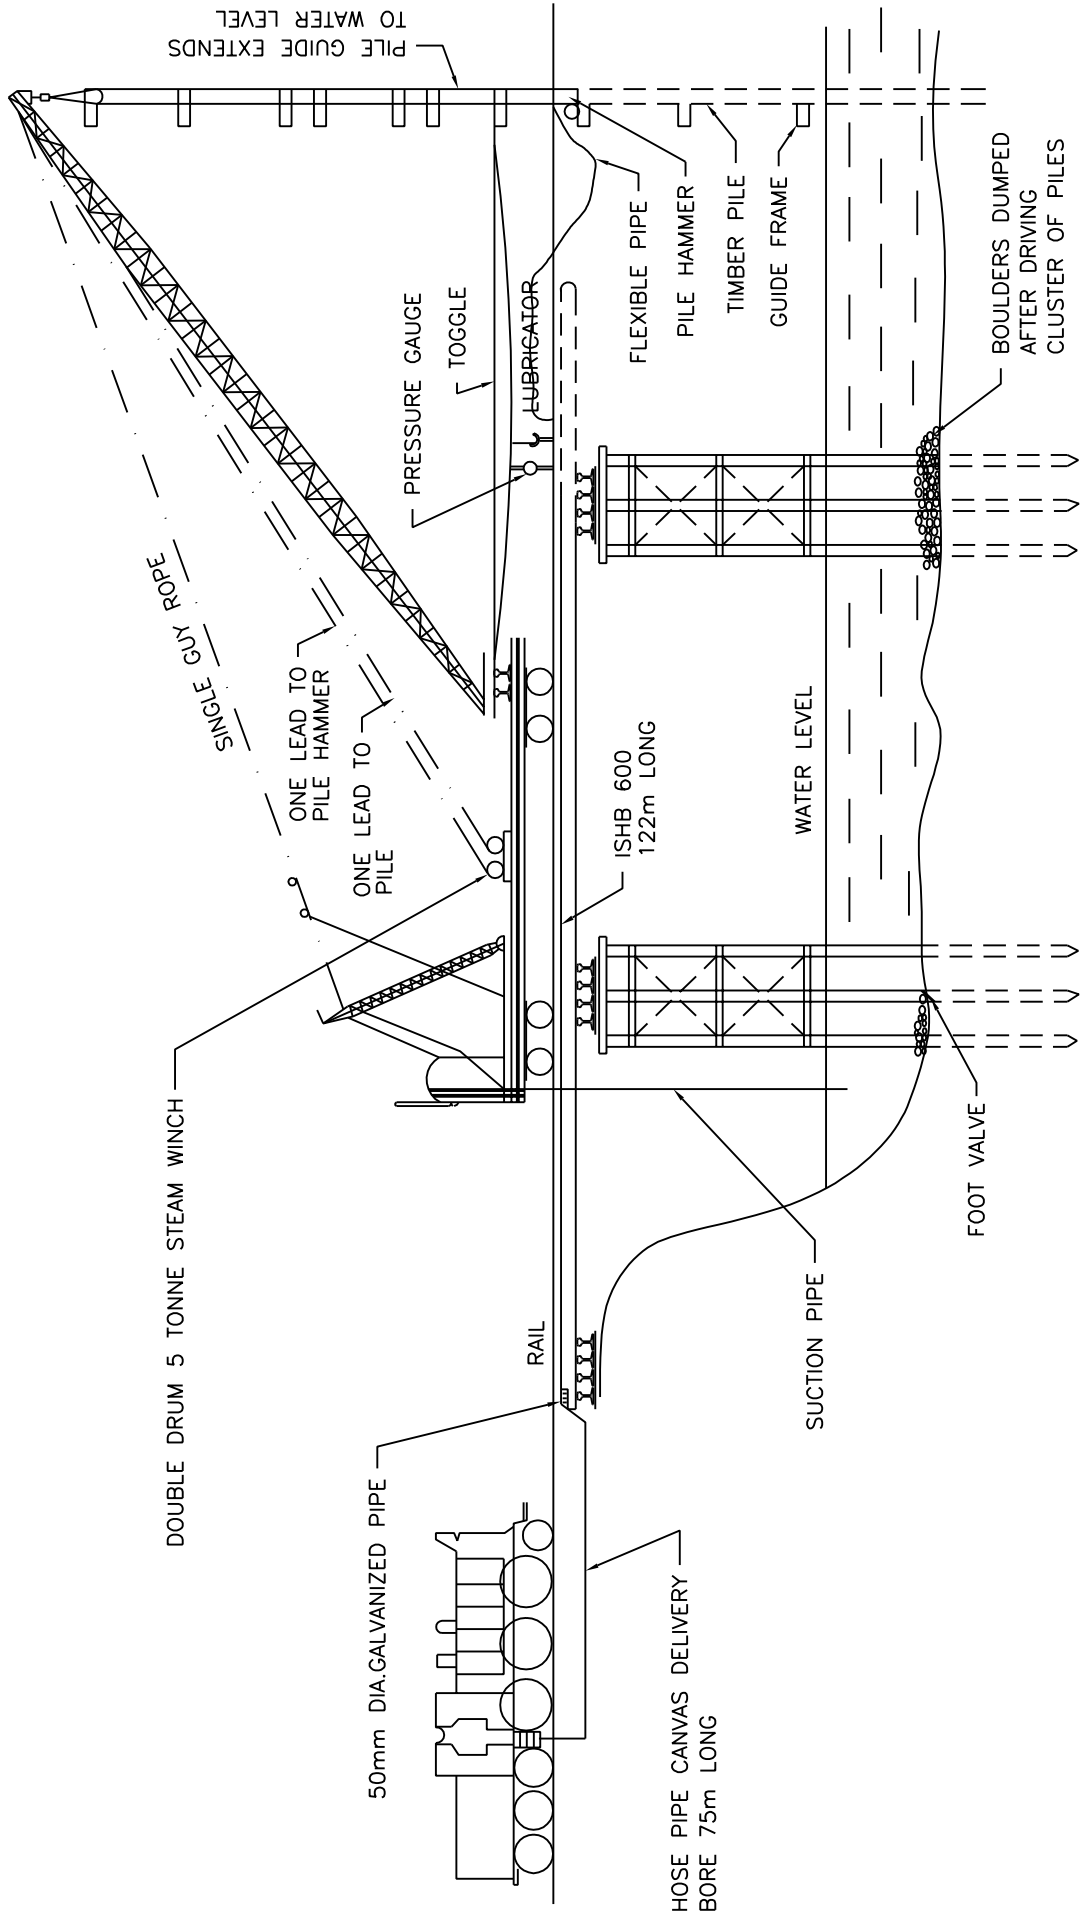 PILE GUIDE EXTENDS
TO WATER LEVEL
SINGLE GUY ROPE
ONE LEAD TO
PILE HAMMER
ONE LEAD TO
PILE
PRESSURE GAUGE
TOGGLE
LUBRICATOR
FLEXIBLE PIPE
PILE HAMMER
TIMBER PILE
GUIDE FRAME
BOULDERS DUMPED
AFTER DRIVING
CLUSTER OF PILES
DOUBLE DRUM 5 TONNE STEAM WINCH
ISHB 600
122m LONG
WATER LEVEL
FOOT VALVE
SUCTION PIPE
RAIL
50mm DIA.GALVANIZED PIPE
HOSE PIPE CANVAS DELIVERY
BORE 75m LONG